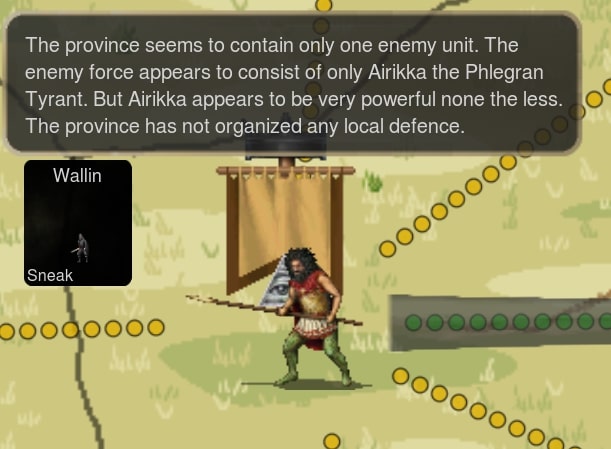 The province seems to contain only one enemy unit. The
enemy force appears to consist of only Airikka the Phlegran
Tyrant. But Airikka appears to be very powerful none the less.
The province has not organized any local defence.
Wallin
Sneak